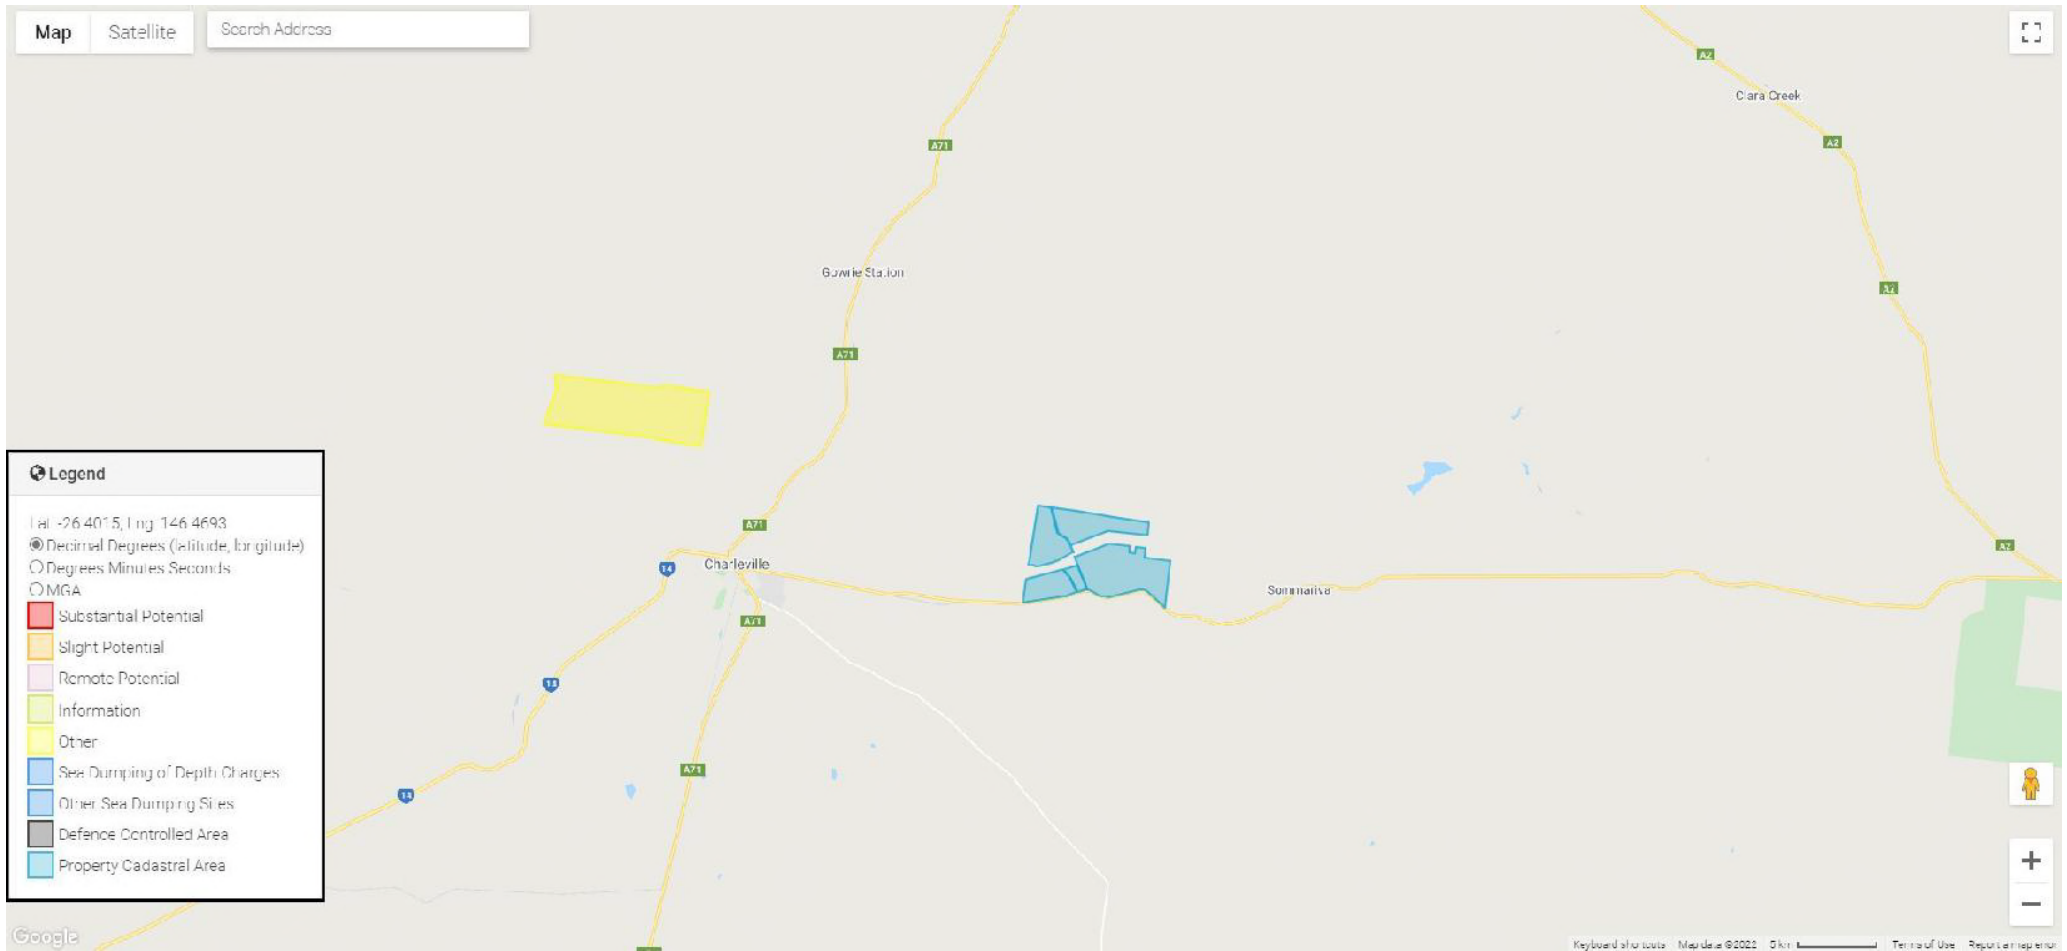 Map
Satellite
Search Address
A2
Clara Creek
A71
A2
Gowrie Station
A2
A71
A71
Charleville
14
A2
Sommariva
A71
14
A71
14
Legend
Lat: -26.4015, Lng: 146.4693
Decimal Degrees (latitude, longitude)
Degrees Minutes Seconds
MGA
Substantial Potential
Slight Potential
Remote Potential
Information
Other
Sea Dumping of Depth Charges
Other Sea Dumping Sites
Defence Controlled Area
Property Cadastral Area
Google
Keyboard shortcuts Map data ©2022 5 km Terms of Use Report a map error